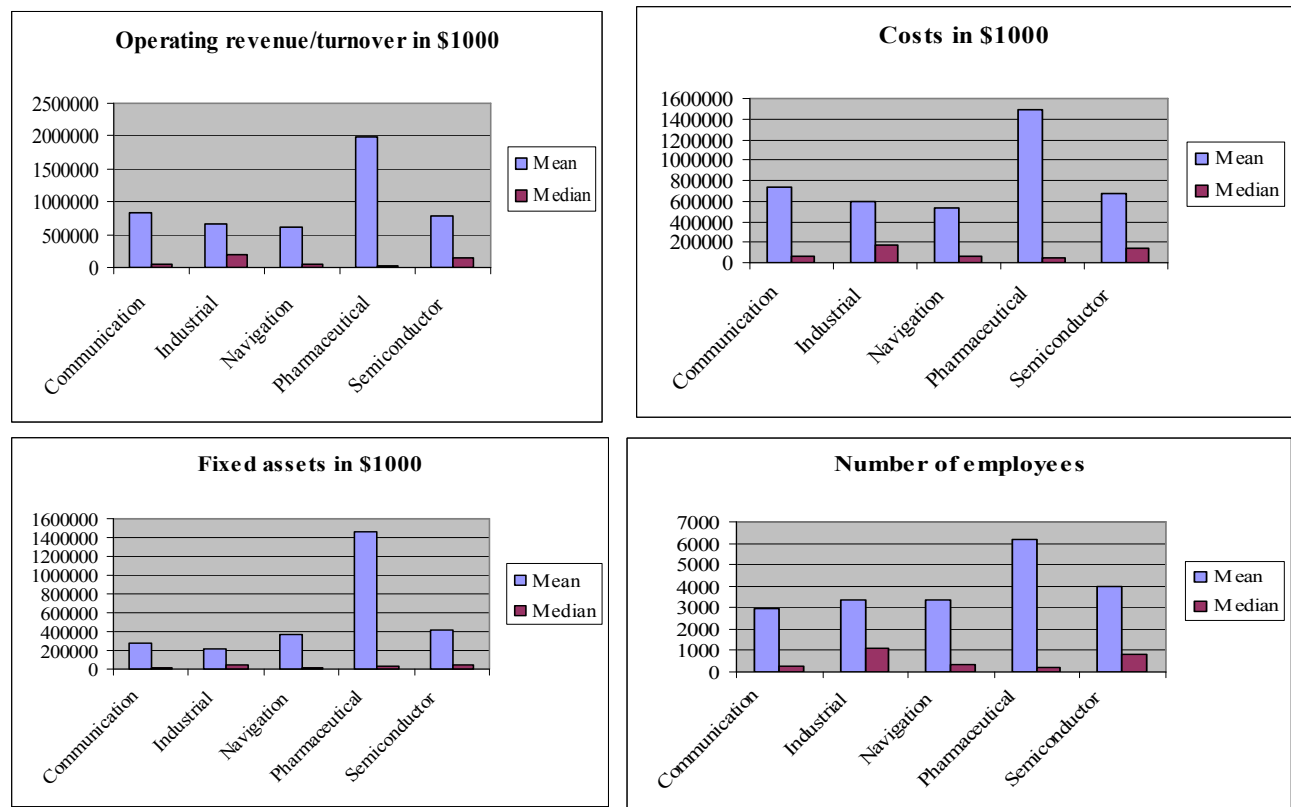 Operating revenue/turnover in $1000
2500000
2000000
1500000
1000000
500000
0
Communication
Industrial
Navigation
Pharmaceutical
Semiconductor
Mean
Median
Costs in $1000
1600000
1400000
1200000
1000000
800000
600000
400000
200000
0
Communication
Industrial
Navigation
Pharmaceutical
Semiconductor
Mean
Median
Fixed assets in $1000
1600000
1400000
1200000
1000000
800000
600000
400000
200000
0
Communication
Industrial
Navigation
Pharmaceutical
Semiconductor
Mean
Median
Number of employees
7000
6000
5000
4000
3000
2000
1000
0
Communication
Industrial
Navigation
Pharmaceutical
Semiconductor
Mean
Median